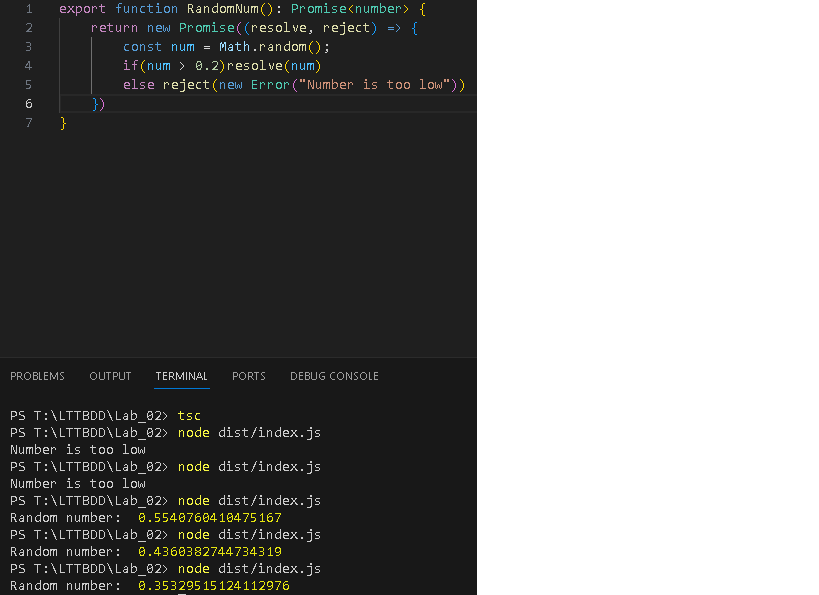 1 export function RandomNum(): Promise<number> {
2 return new Promise((resolve, reject) => {
3 const num = Math.random();
4 if(num > 0.2)resolve(num)
5 else reject(new Error("Number is too low"))
6 })
7 }
PROBLEMS OUTPUT TERMINAL PORTS DEBUG CONSOLE
PS T:\LTTBDD\Lab_02> tsc
PS T:\LTTBDD\Lab_02> node dist/index.js
Number is too low
PS T:\LTTBDD\Lab_02> node dist/index.js
Number is too low
PS T:\LTTBDD\Lab_02> node dist/index.js
Random number:  0.5540760410475167
PS T:\LTTBDD\Lab_02> node dist/index.js
Random number:  0.4360382744734319
PS T:\LTTBDD\Lab_02> node dist/index.js
Random number:  0.35329515124112976